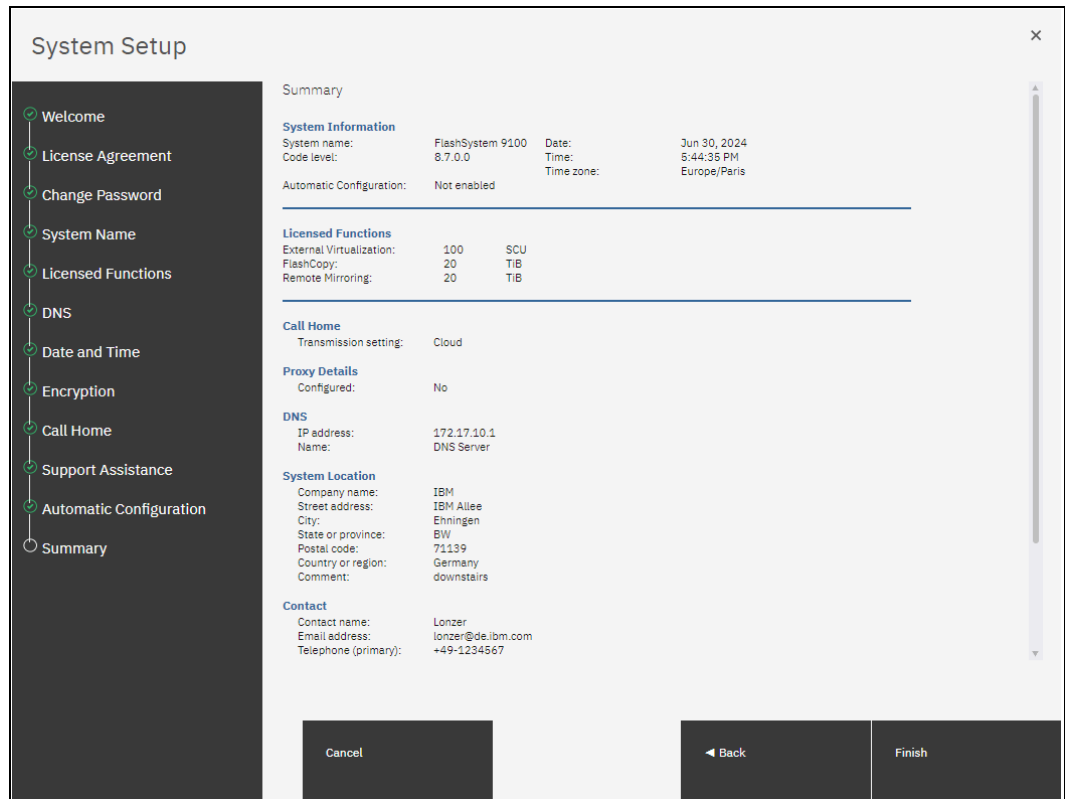 System Setup
×
Welcome
License Agreement
Change Password
System Name
Licensed Functions
DNS
Date and Time
Encryption
Call Home
Support Assistance
Automatic Configuration
Summary
Summary
System Information
System name: FlashSystem 9100 Date: Jun 30, 2024
Code level: 8.7.0.0 Time: 5:44:35 PM
Time zone: Europe/Paris
Automatic Configuration: Not enabled
Licensed Functions
External Virtualization: 100 SCU
FlashCopy: 20 TiB
Remote Mirroring: 20 TiB
Call Home
Transmission setting: Cloud
Proxy Details
Configured: No
DNS
IP address: 172.17.10.1
Name: DNS Server
System Location
Company name: IBM
Street address: IBM Allee
City: Ehningen
State or province: BW
Postal code: 71139
Country or region: Germany
Comment: downstairs
Contact
Contact name: Lonzer
Email address: lonzer@de.ibm.com
Telephone (primary): +49-1234567
Cancel
◄ Back
Finish